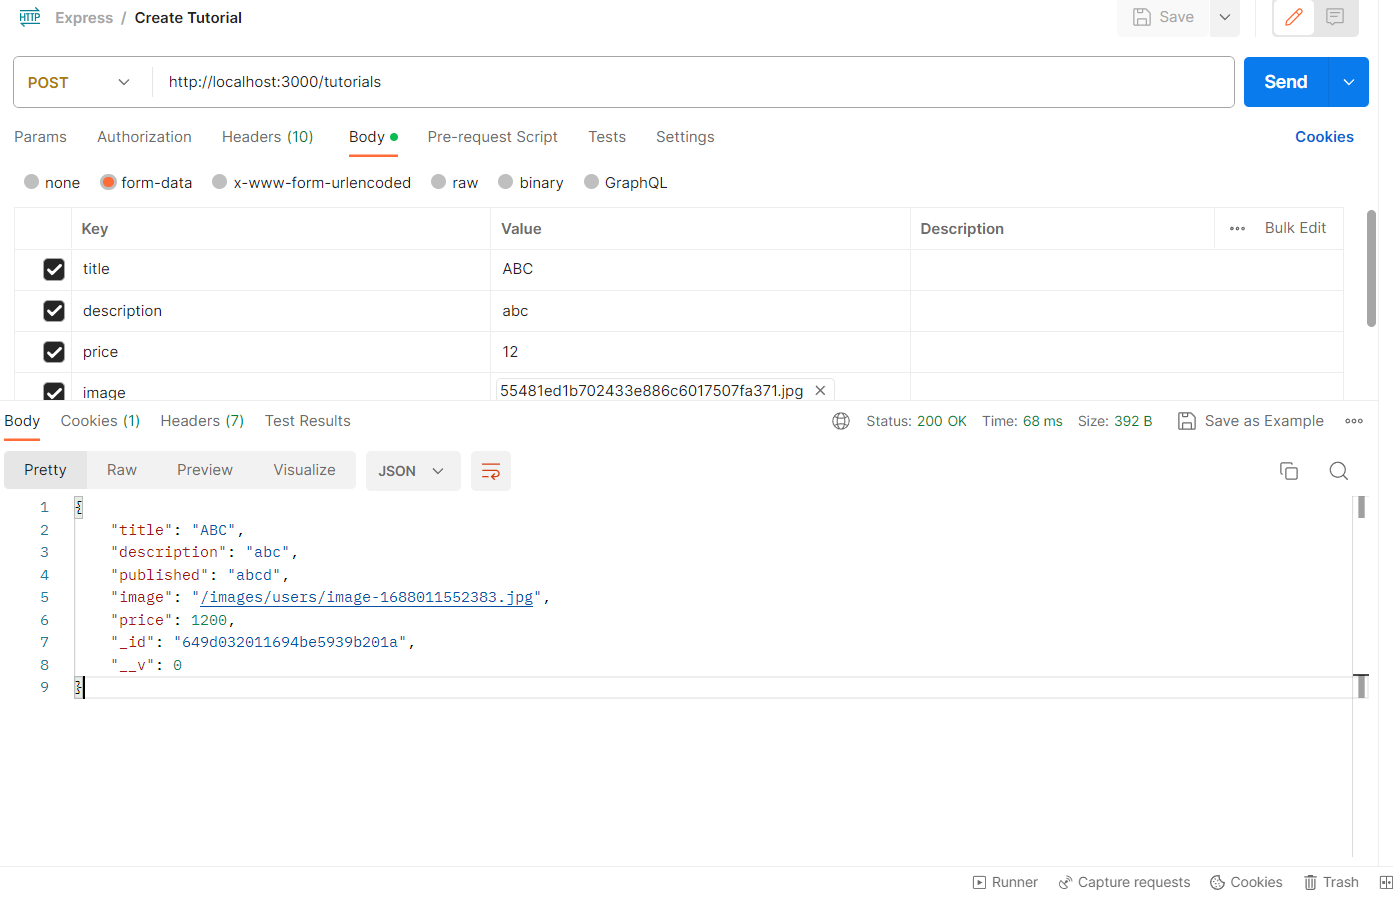 HTTP Express / Create Tutorial Save
POST http://localhost:3000/tutorials Send
Params Authorization Headers (10) Body Pre-request Script Tests Settings Cookies
none form-data x-www-form-urlencoded raw binary GraphQL
Key Value Description Bulk Edit
title ABC
description abc
price 12
image 55481ed1b702433e886c6017507fa371.jpg
Body Cookies (1) Headers (7) Test Results Status: 200 OK Time: 68 ms Size: 392 B Save as Example
Pretty Raw Preview Visualize JSON
1 {
2 "title": "ABC",
3 "description": "abc",
4 "published": "abcd",
5 "image": "/images/users/image-1688011552383.jpg",
6 "price": 1200,
7 "_id": "649d032011694be5939b201a",
8 "__v": 0
9 }
Runner Capture requests Cookies Trash